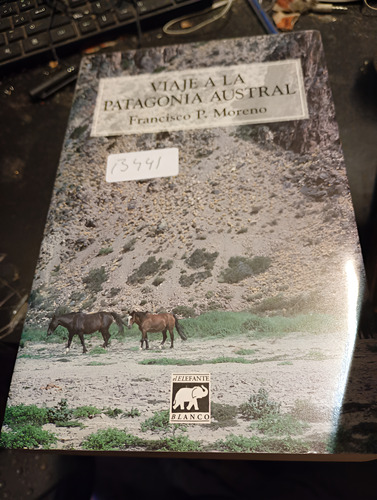 VIAJE A LA
PATAGONIA AUSTRAL
Francisco P. Moreno
13441
el ELEFANTE
BLANCO